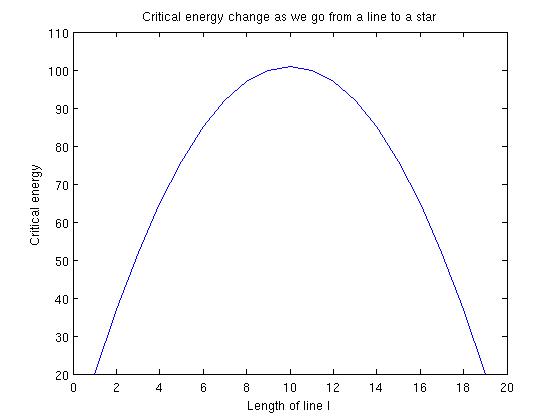 Critical energy change as we go from a line to a star
110
100
90
80
70
60
50
40
30
20
Critical energy
0 2 4 6 8 10 12 14 16 18 20
Length of line l